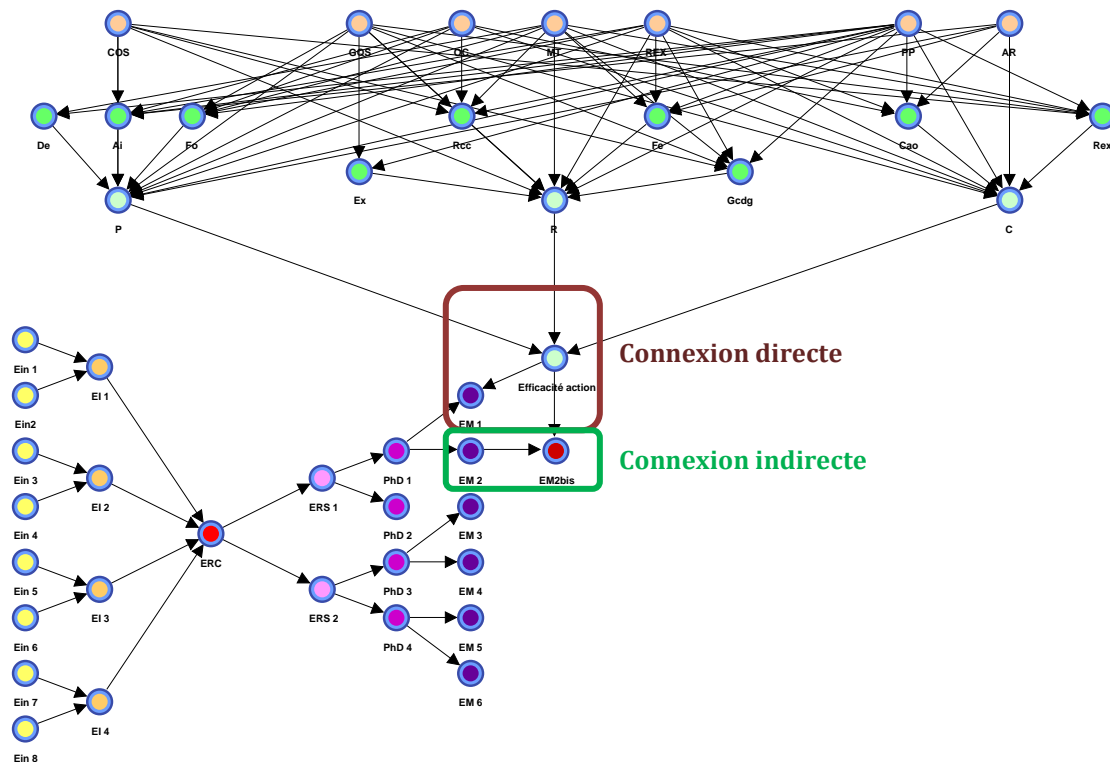 COS GOS OC MT REX PP AR
De Ai Fo Rcc Fe Cao Rex
Ex Gcdg
P R C
Connexion directe
Efficacité action
Ein 1
EI 1
Ein2
EM 1
Connexion indirecte
Ein 3
EI 2
PhD 1
EM 2
EM2bis
ERS 1
Ein 4
PhD 2
EM 3
ERC
Ein 5
EI 3
ERS 2
PhD 3
EM 4
Ein 6
PhD 4
EM 5
Ein 7
EI 4
EM 6
Ein 8